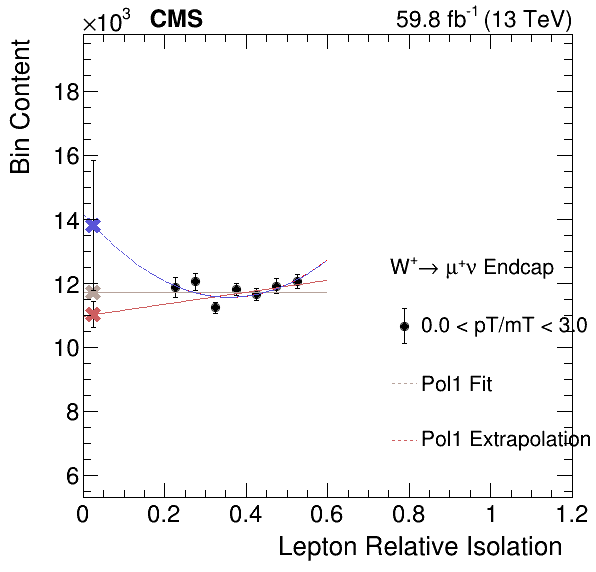 ×10³ CMS 59.8 fb⁻¹ (13 TeV)
Bin Content
18
16
14
12
10
8
6
W⁺→ μ⁺ν Endcap
0.0 < pT/mT < 3.0
Pol1 Fit
Pol1 Extrapolation
0 0.2 0.4 0.6 0.8 1 1.2
Lepton Relative Isolation